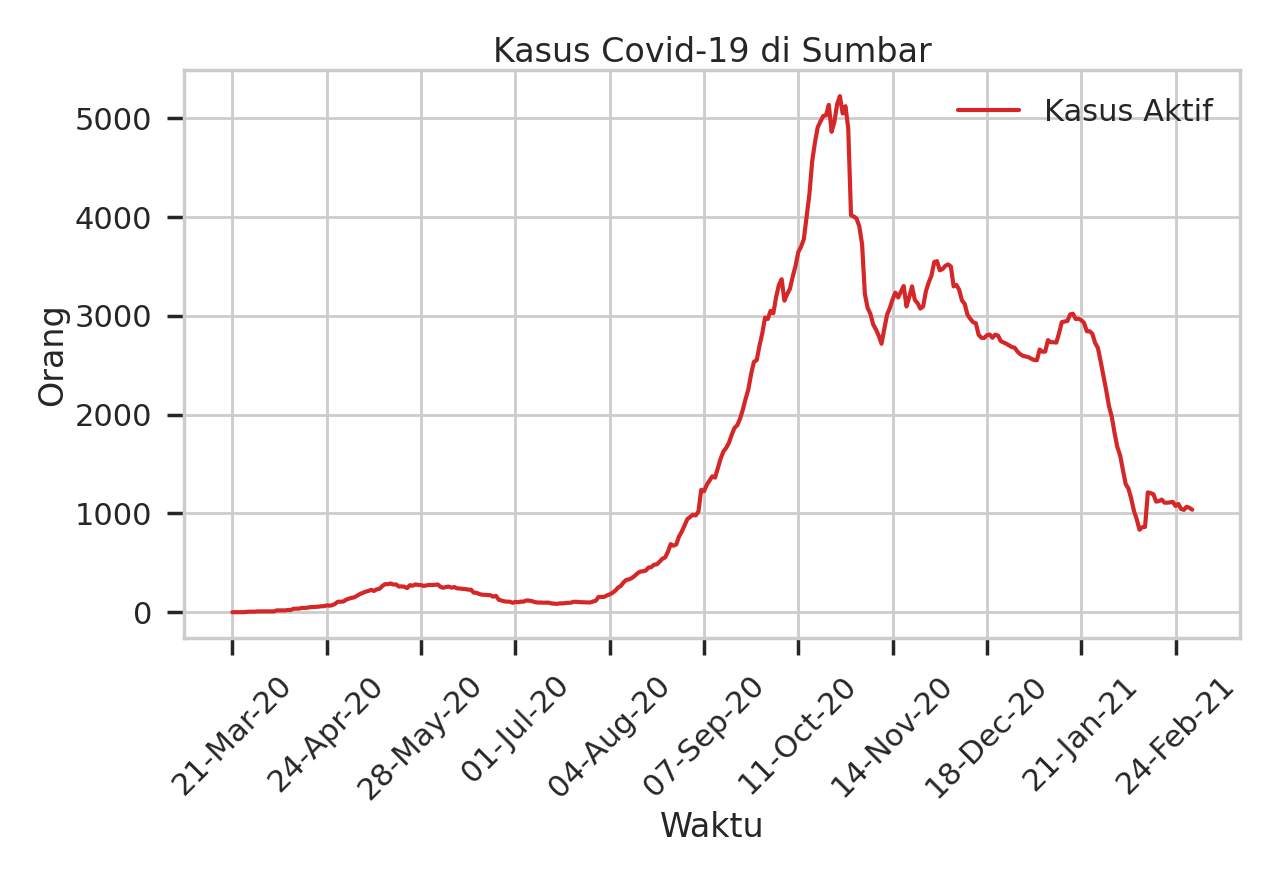 Kasus Covid-19 di Sumbar
Kasus Aktif
Orang
5000
4000
3000
2000
1000
0
21-Mar-20
24-Apr-20
28-May-20
01-Jul-20
04-Aug-20
07-Sep-20
11-Oct-20
14-Nov-20
18-Dec-20
21-Jan-21
24-Feb-21
Waktu